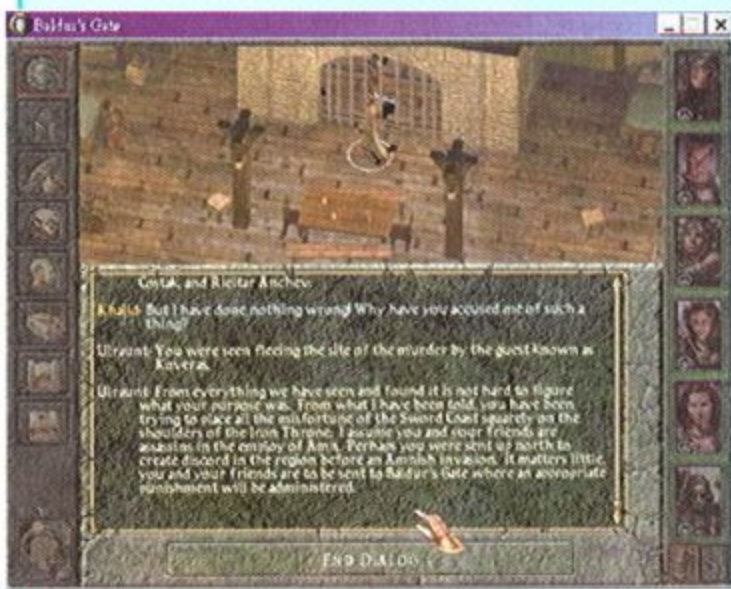 Baldur's Gate
Costak, and Rieltar Anchev.
Khalid- But I have done nothing wrong! Why have you accused me of such a
thing?
Ulraunt- You were seen fleeing the site of the murder by the guest known as
Koveras.
Ulraunt- From everything we have seen and found it is not hard to figure
what your purpose was. From what I have been told, you have been
trying to place all the misfortune of the Sword Coast squarely on the
shoulders of the Iron Throne. I assume you and your friends are
assassins in the employ of Amn. Perhaps you were sent up north to
create discord in the region before an Amnish invasion. It matters little,
you and your friends are to be sent to Baldur's Gate where an appropriate
punishment will be administered.
END DIALOG